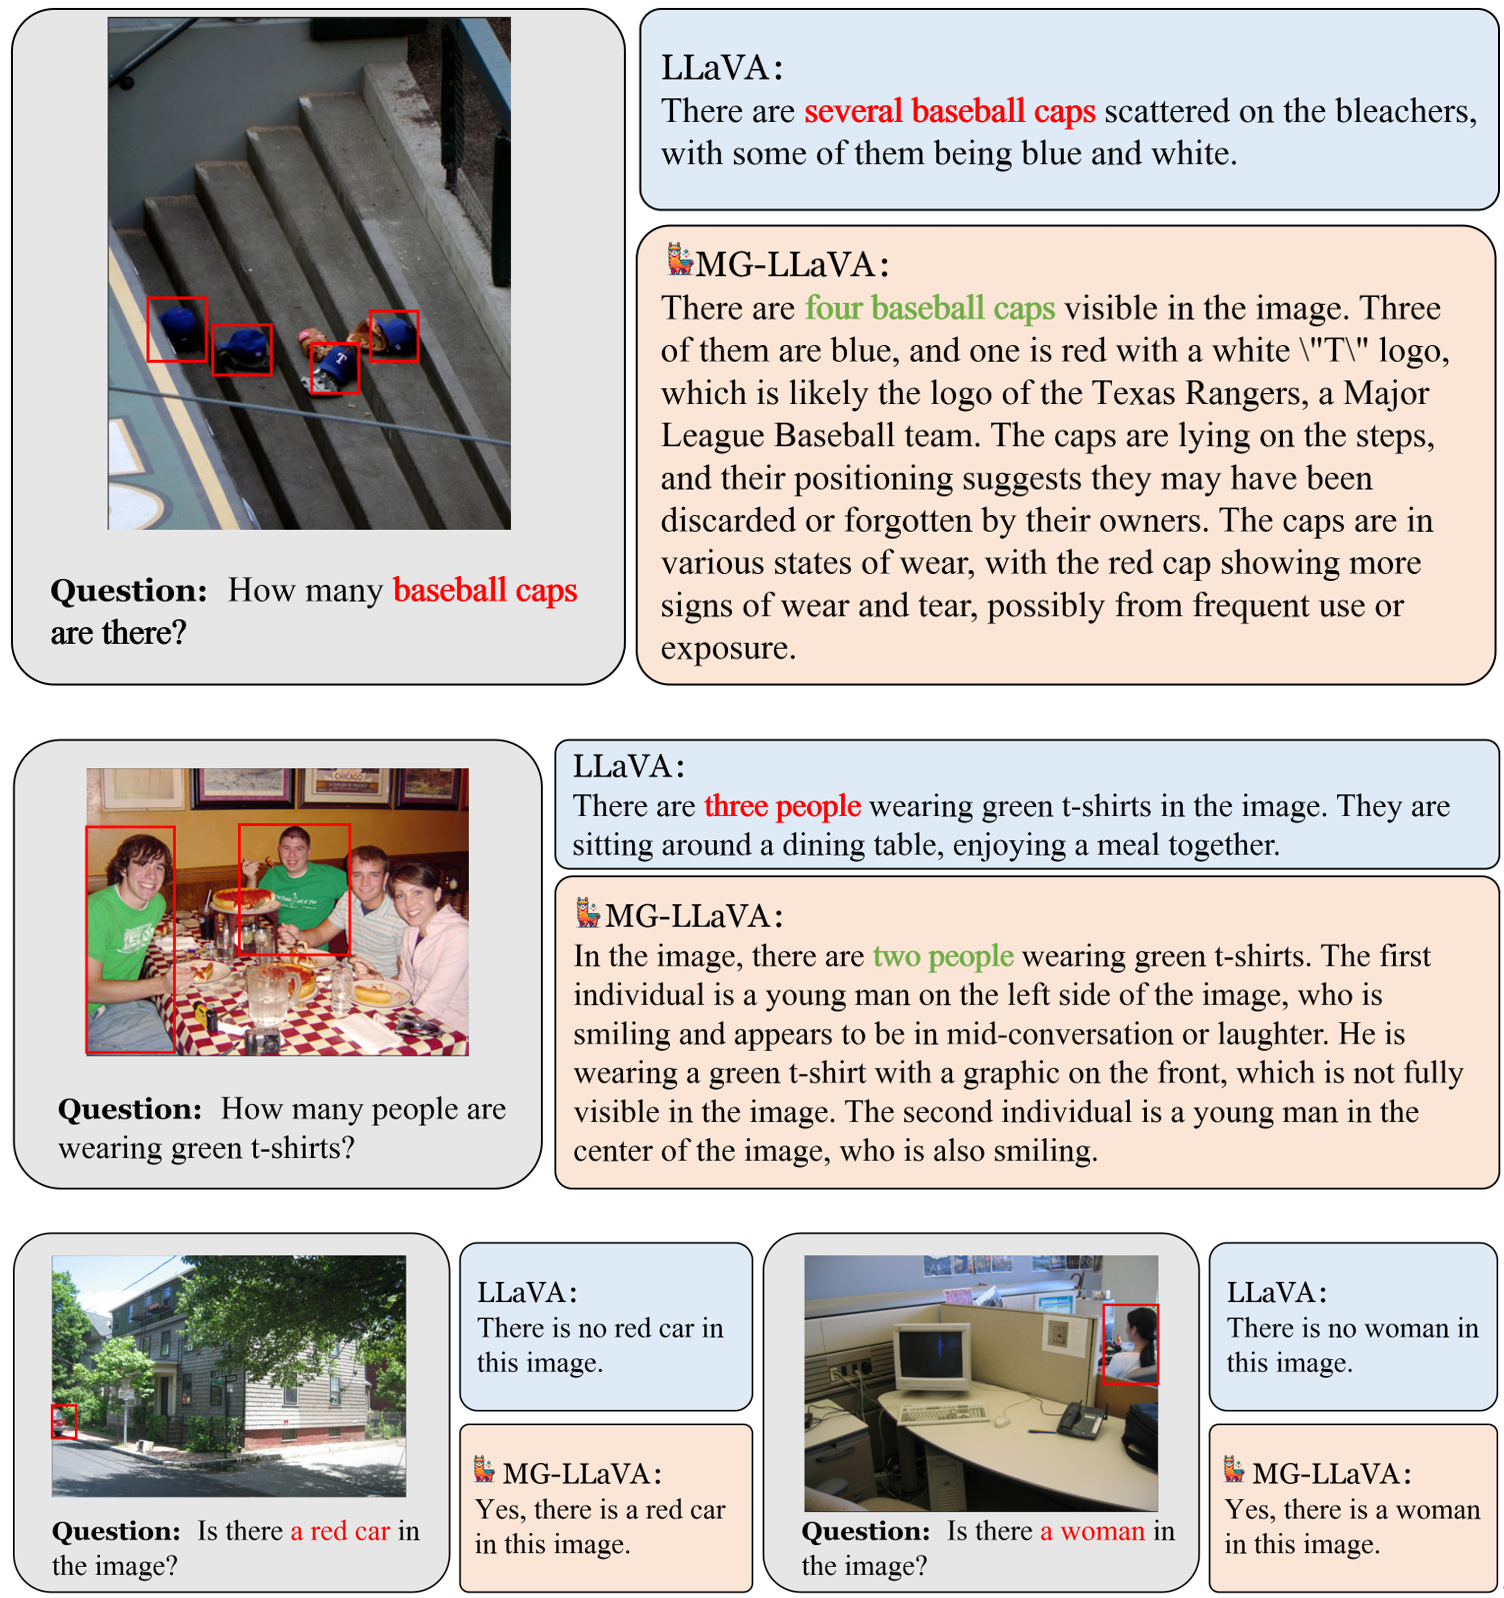 T
Question: How many baseball caps
are there?
LLaVA:
There are several baseball caps scattered on the bleachers,
with some of them being blue and white.
MG-LLaVA:
There are four baseball caps visible in the image. Three
of them are blue, and one is red with a white \"T\" logo,
which is likely the logo of the Texas Rangers, a Major
League Baseball team. The caps are lying on the steps,
and their positioning suggests they may have been
discarded or forgotten by their owners. The caps are in
various states of wear, with the red cap showing more
signs of wear and tear, possibly from frequent use or
exposure.
CHICAGO
Question: How many people are
wearing green t-shirts?
LLaVA:
There are three people wearing green t-shirts in the image. They are
sitting around a dining table, enjoying a meal together.
MG-LLaVA:
In the image, there are two people wearing green t-shirts. The first
individual is a young man on the left side of the image, who is
smiling and appears to be in mid-conversation or laughter. He is
wearing a green t-shirt with a graphic on the front, which is not fully
visible in the image. The second individual is a young man in the
center of the image, who is also smiling.
Question: Is there a red car in
the image?
LLaVA:
There is no red car in
this image.
MG-LLaVA:
Yes, there is a red car
in this image.
Question: Is there a woman in
the image?
LLaVA:
There is no woman in
this image.
MG-LLaVA:
Yes, there is a woman
in this image.